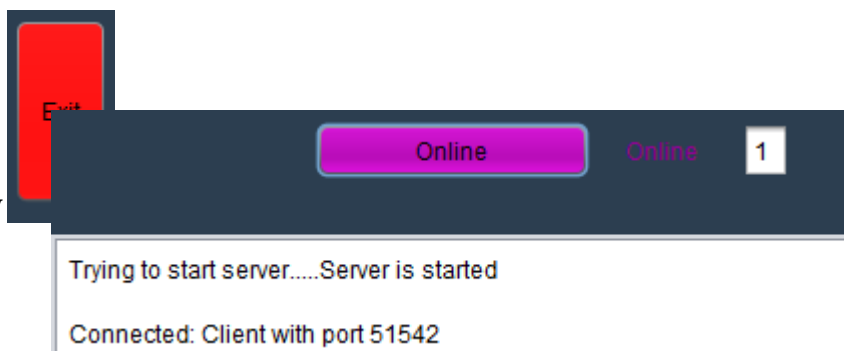 Exit
Online Online 1
Trying to start server.....Server is started
Connected: Client with port 51542